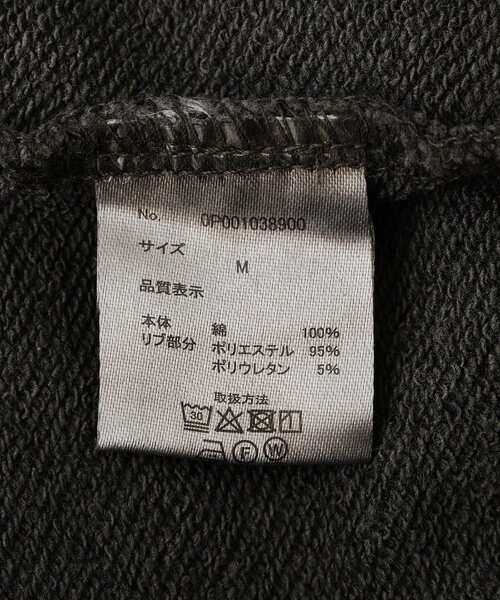 No. 0P001038900
サイズ
M
品質表示
本体 綿 100%
リブ部分 ポリエステル 95%
ポリウレタン 5%
取扱方法
30
F W